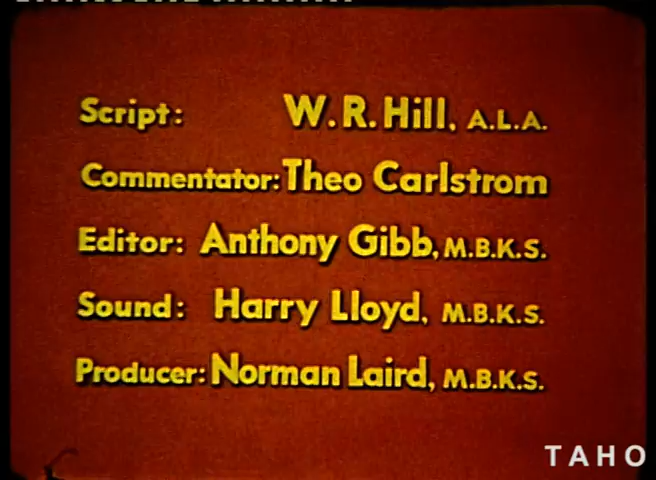 Script: W.R.Hill, A.L.A.
Commentator: Theo Carlstrom
Editor: Anthony Gibb, M.B.K.S.
Sound: Harry Lloyd, M.B.K.S.
Producer: Norman Laird, M.B.K.S.
TAHO